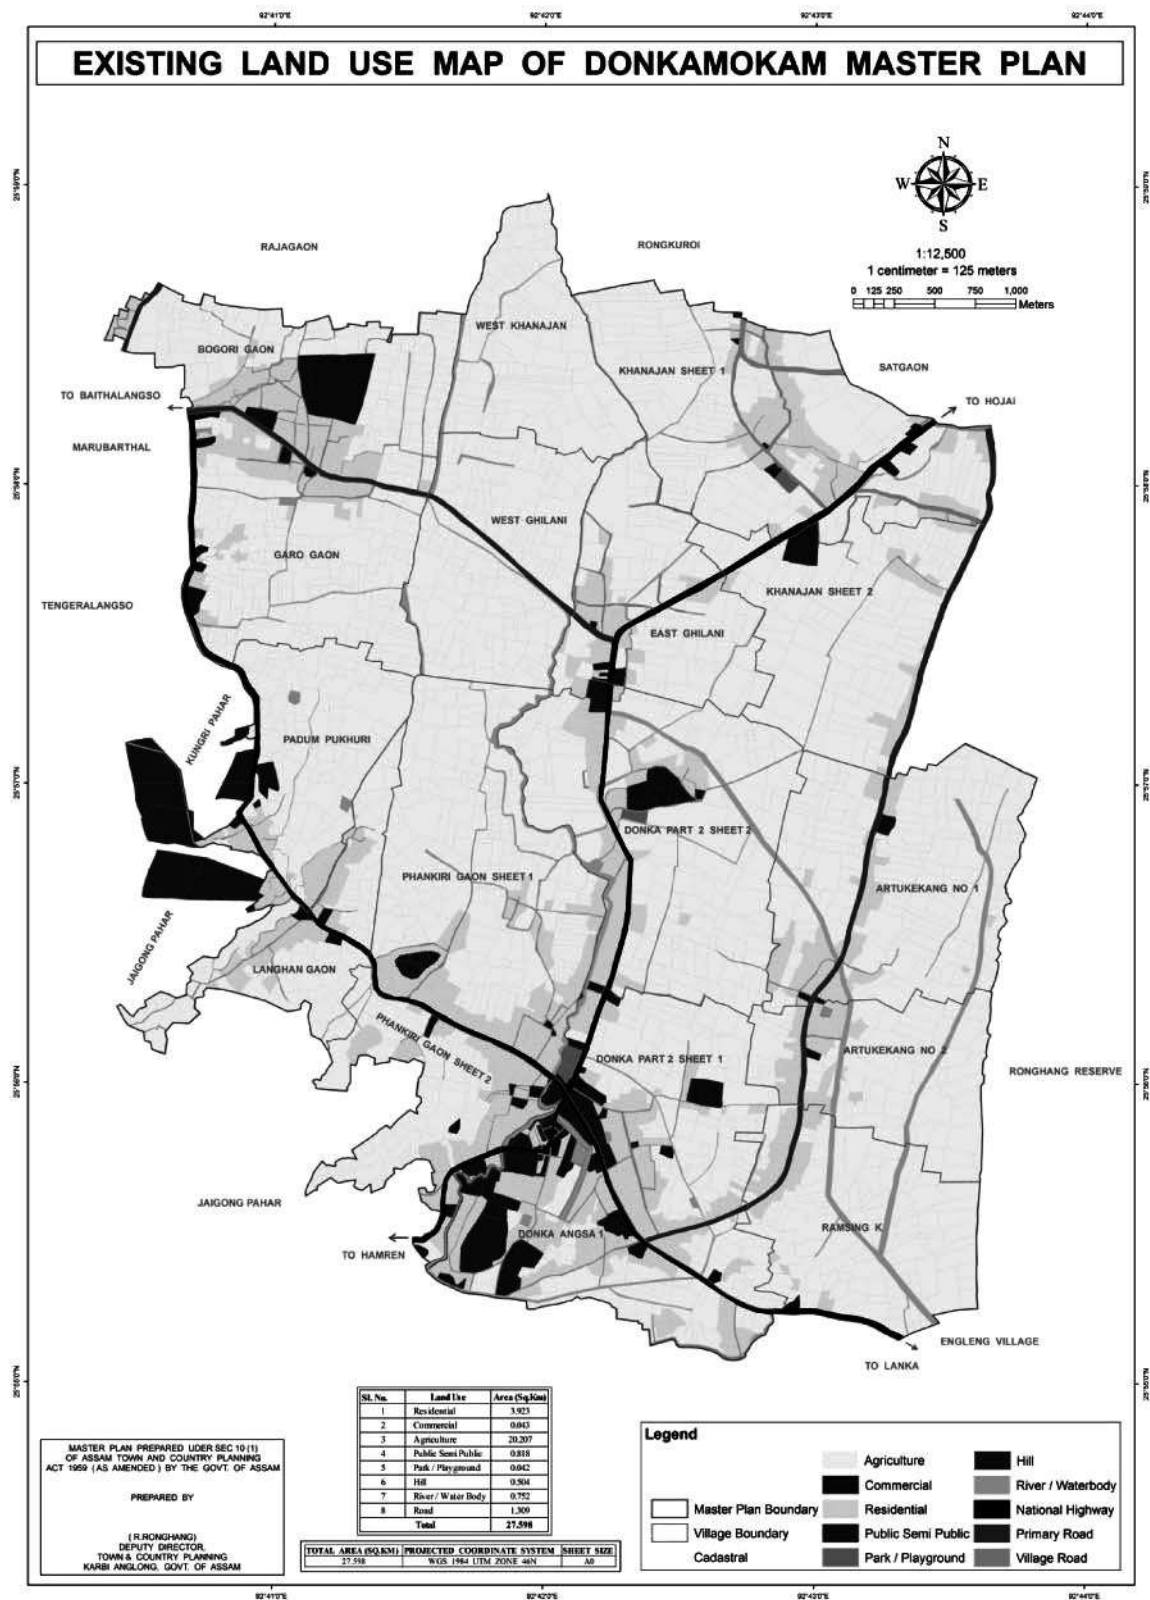 92°41'0"E 92°42'0"E 92°43'0"E 92°44'0"E
EXISTING LAND USE MAP OF DONKAMOKAM MASTER PLAN
N
W E
S
1:12,500
1 centimeter = 125 meters
0 125 250 500 750 1,000
Meters
RAJAGAON
RONGKUROI
WEST KHANAJAN
BOGORI GAON
KHANAJAN SHEET 1
SATGAON
TO BAITHALANGSO
TO HOJAI
MARUBARTHAL
WEST GHILANI
GARO GAON
KHANAJAN SHEET 2
TENGERALANGSO
EAST GHILANI
KUNGRI PAHAR
PADUM PUKHURI
DONKA PART 2 SHEET 2
PHANKIRI GAON SHEET 1
ARTUKEKANG NO 1
JAIGONG PAHAR
LANGHAN GAON
PHANKIRI GAON SHEET 2
DONKA PART 2 SHEET 1
ARTUKEKANG NO 2
RONGHANG RESERVE
JAIGONG PAHAR
DONKA ANGSA 1
RAMSING K
TO HAMREN
ENGLENG VILLAGE
TO LANKA
Sl. No. Land Use Area (Sq.Km)
1 Residential 3.923
2 Commercial 0.043
3 Agriculture 20.207
4 Public Semi Public 0.818
5 Park / Playground 0.042
6 Hill 0.504
7 River / Water Body 0.752
8 Road 1.309
Total 27.598
TOTAL AREA (SQ.KM) PROJECTED COORDINATE SYSTEM SHEET SIZE
27.598 WGS 1984 UTM ZONE 46N A0
MASTER PLAN PREPARED UDER SEC 10 (1)
OF ASSAM TOWN AND COUNTRY PLANNING
ACT 1959 ( AS AMENDED ) BY THE GOVT. OF ASSAM
PREPARED BY
( R.RONGHANG)
DEPUTY DIRECTOR,
TOWN & COUNTRY PLANNING
KARBI ANGLONG, GOVT. OF ASSAM
Legend
Master Plan Boundary
Village Boundary
Cadastral
Agriculture
Commercial
Residential
Public Semi Public
Park / Playground
Hill
River / Waterbody
National Highway
Primary Road
Village Road
92°41'0"E 92°42'0"E 92°43'0"E 92°44'0"E